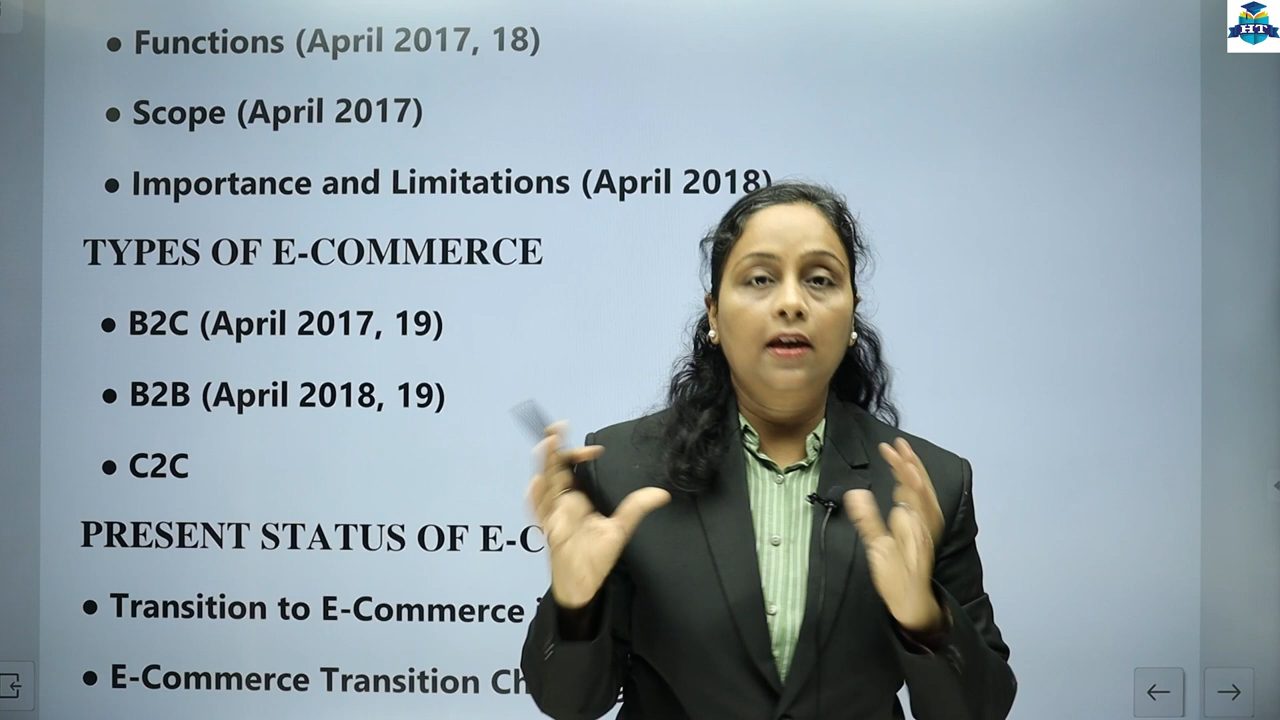 HT
● Functions (April 2017, 18)
● Scope (April 2017)
● Importance and Limitations (April 2018)
TYPES OF E-COMMERCE
● B2C (April 2017, 19)
● B2B (April 2018, 19)
● C2C
PRESENT STATUS OF E-C
● Transition to E-Commerce
● E-Commerce Transition Ch